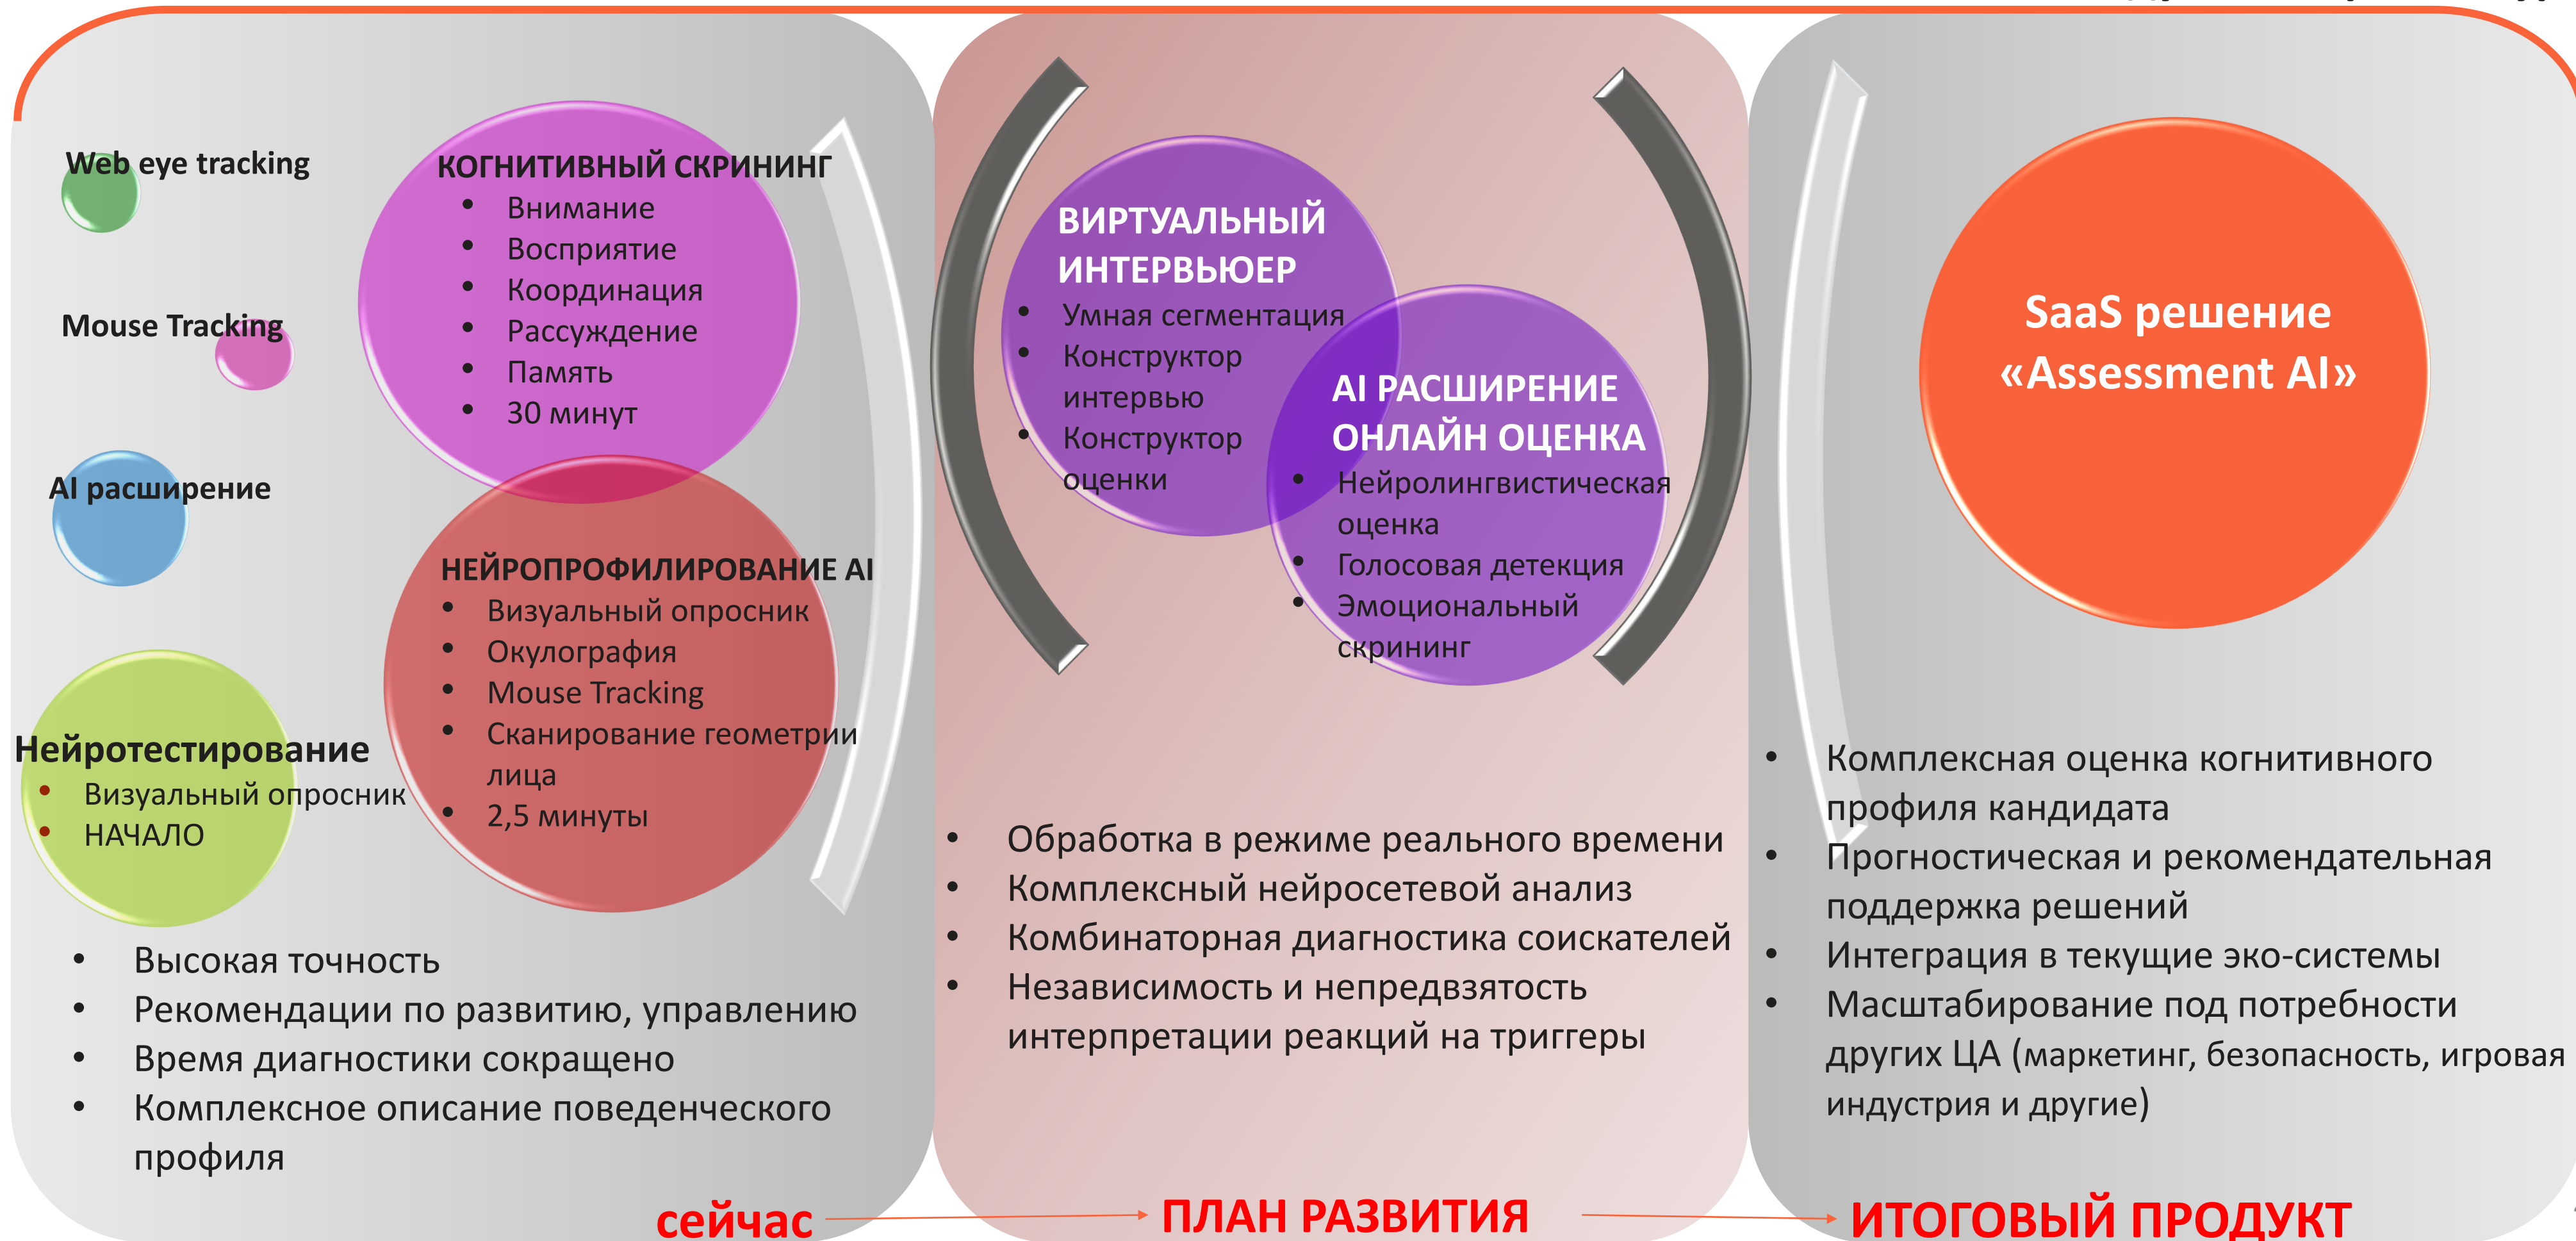 Web eye tracking
Mouse Tracking
AI расширение
Нейротестирование
• Визуальный опросник
• НАЧАЛО
КОГНИТИВНЫЙ СКРИНИНГ
• Внимание
• Восприятие
• Координация
• Рассуждение
• Память
• 30 минут
НЕЙРОПРОФИЛИРОВАНИЕ AI
• Визуальный опросник
• Окулография
• Mouse Tracking
• Сканирование геометрии
лица
• 2,5 минуты
• Высокая точность
• Рекомендации по развитию, управлению
• Время диагностики сокращено
• Комплексное описание поведенческого
профиля
сейчас
ВИРТУАЛЬНЫЙ
ИНТЕРВЬЮЕР
• Умная сегментация
• Конструктор
интервью
• Конструктор
оценки
AI РАСШИРЕНИЕ
ОНЛАЙН ОЦЕНКА
• Нейролингвистическая
оценка
• Голосовая детекция
• Эмоциональный
скрининг
• Обработка в режиме реального времени
• Комплексный нейросетевой анализ
• Комбинаторная диагностика соискателей
• Независимость и непредвзятость
интерпретации реакций на триггеры
ПЛАН РАЗВИТИЯ
SaaS решение
«Assessment AI»
• Комплексная оценка когнитивного
профиля кандидата
• Прогностическая и рекомендательная
поддержка решений
• Интеграция в текущие эко-системы
• Масштабирование под потребности
других ЦА (маркетинг, безопасность, игровая
индустрия и другие)
ИТОГОВЫЙ ПРОДУКТ